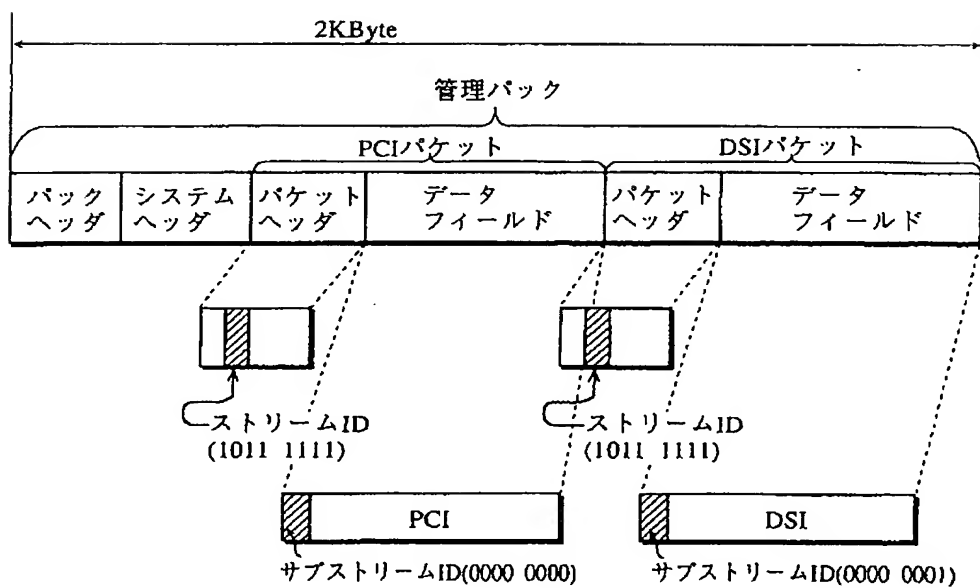 2KByte
管理パック
PCIパケット
DSIパケット
パック
ヘッダ
システム
ヘッダ
パケット
ヘッダ
データ
フィールド
パケット
ヘッダ
データ
フィールド
ストリームID
(1011 1111)
ストリームID
(1011 1111)
PCI
DSI
サブストリームID(0000 0000)
サブストリームID(0000 0001)